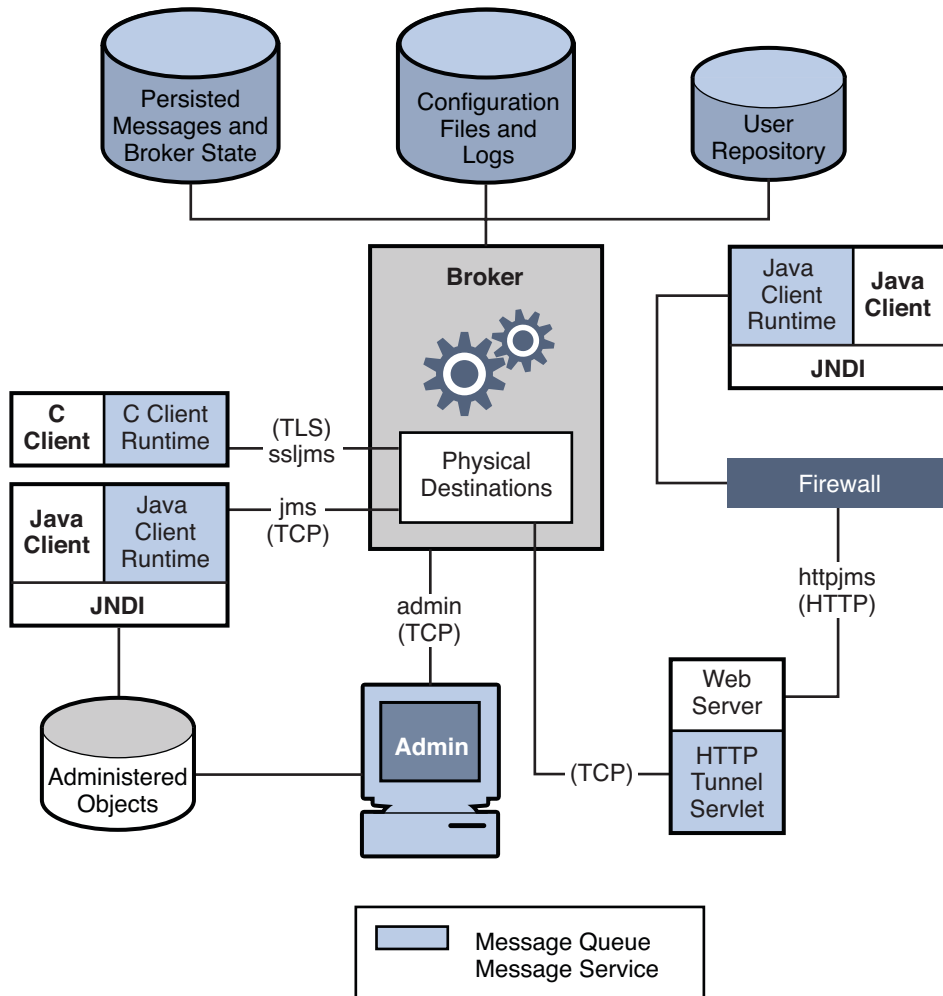 Persisted
Messages and
Broker State
Configuration
Files and
Logs
User
Repository
Broker
Java
Client
Runtime
Java
Client
JNDI
C
Client
C Client
Runtime
(TLS)
ssljms
Physical
Destinations
Firewall
Java
Client
Java
Client
Runtime
JNDI
jms
(TCP)
admin
(TCP)
httpjms
(HTTP)
Web
Server
HTTP
Tunnel
Servlet
(TCP)
Admin
Administered
Objects
Message Queue
Message Service